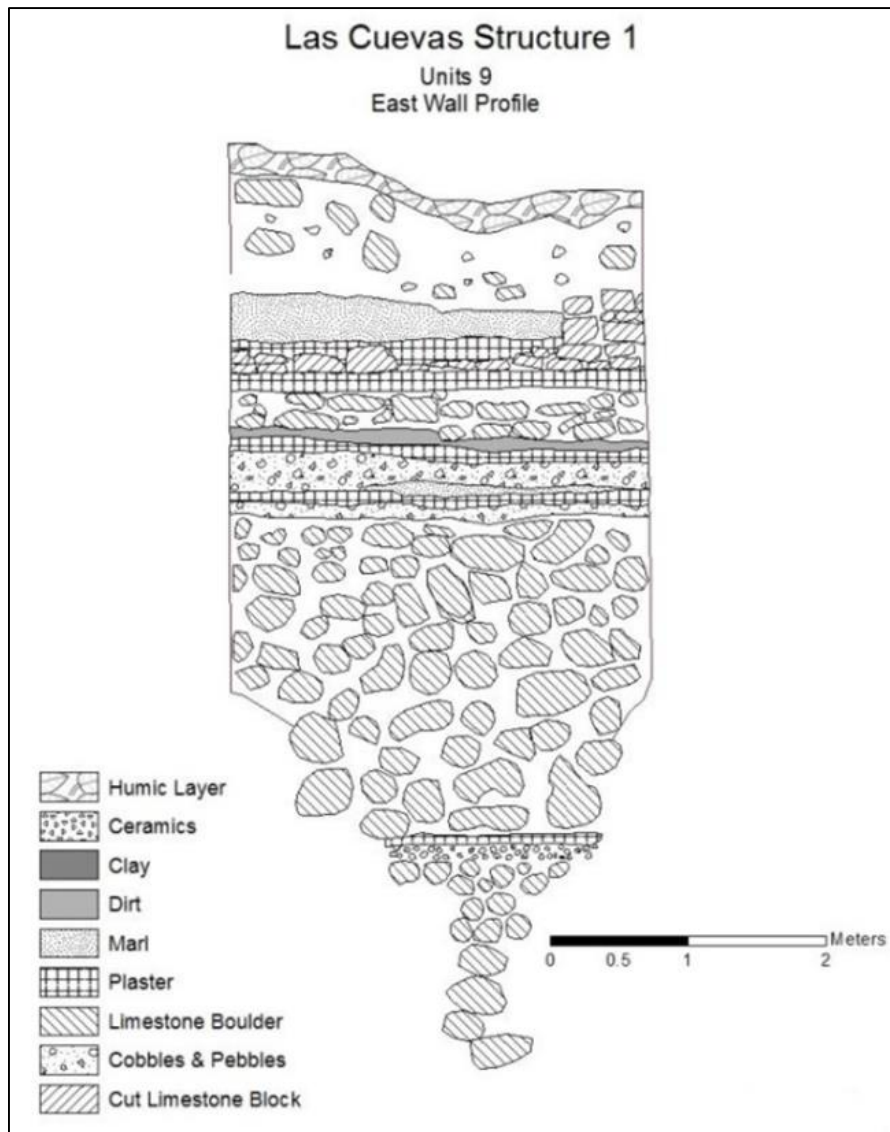 Las Cuevas Structure 1
Units 9
East Wall Profile
Humic Layer
Ceramics
Clay
Dirt
Marl
Plaster
Limestone Boulder
Cobbles & Pebbles
Cut Limestone Block
Meters
0 0.5 1 2